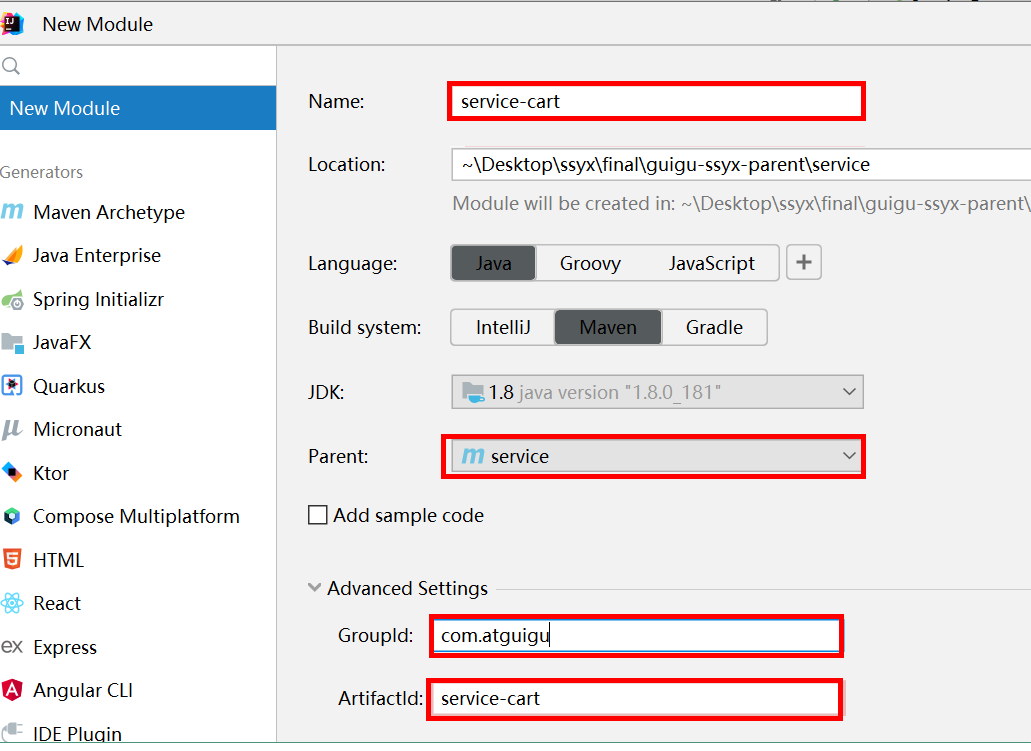 New Module
New Module
Generators
Maven Archetype
Java Enterprise
Spring Initializr
JavaFX
Quarkus
Micronaut
Ktor
Compose Multiplatform
HTML
React
Express
Angular CLI
IDE Plugin
Name: service-cart
Location: ~\Desktop\ssyx\final\guigu-ssyx-parent\service
Module will be created in: ~\Desktop\ssyx\final\guigu-ssyx-parent\
Language: Java Groovy JavaScript +
Build system: IntelliJ Maven Gradle
JDK: 1.8 java version "1.8.0_181"
Parent: m service
Add sample code
Advanced Settings
GroupId: com.atguigu
ArtifactId: service-cart